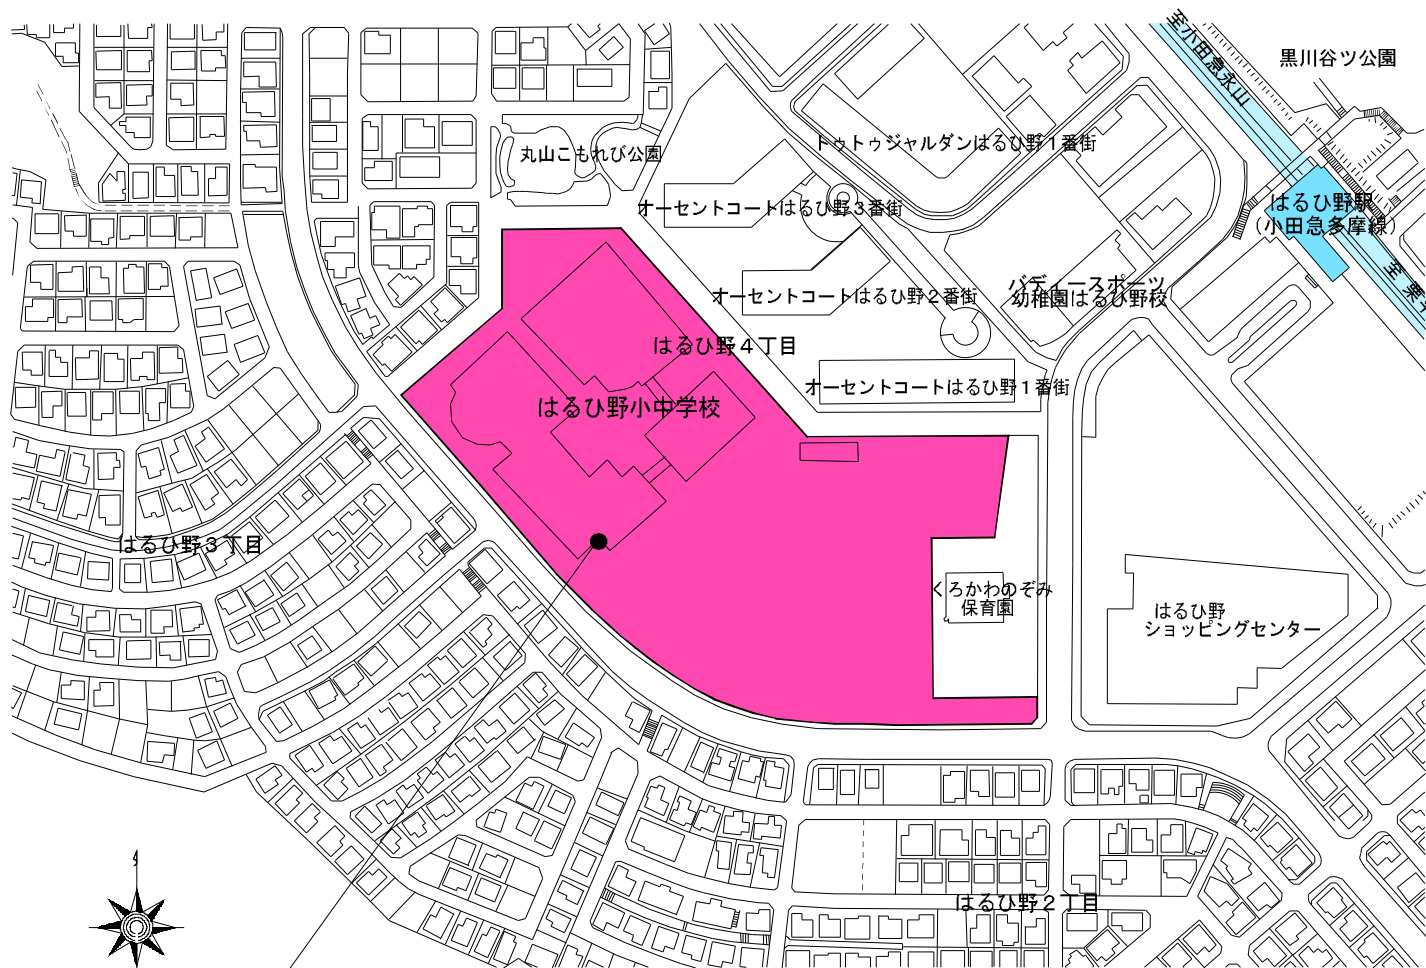 至小田急永山
黒川谷ツ公園
丸山こもれび公園
トゥトゥジャルダンはるひ野１番街
オーセントコートはるひ野３番街
はるひ野駅
（小田急多摩線）
至 栗平
バディースポーツ
幼稚園はるひ野校
オーセントコートはるひ野２番街
はるひ野４丁目
オーセントコートはるひ野１番街
はるひ野小中学校
はるひ野３丁目
くろかわのぞみ
保育園
はるひ野
ショッピングセンター
はるひ野２丁目